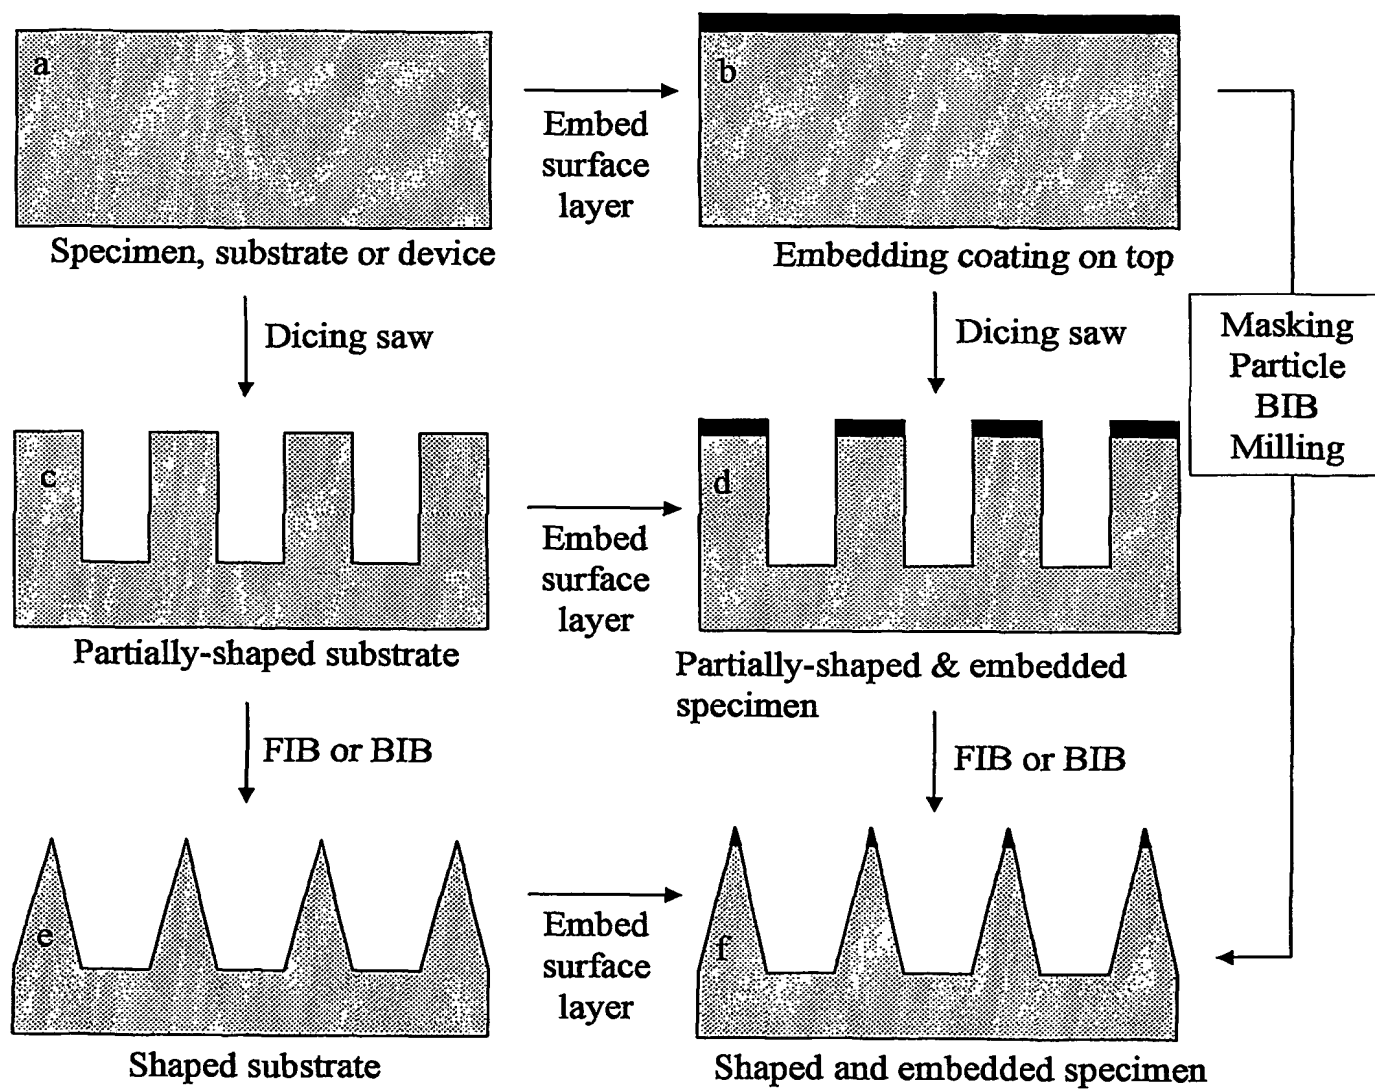 a
b
Embed
surface
layer
Specimen, substrate or device
Embedding coating on top
Dicing saw
Dicing saw
Masking
Particle
BIB
Milling
c
d
Embed
surface
layer
Partially-shaped substrate
Partially-shaped & embedded
specimen
FIB or BIB
FIB or BIB
e
f
Embed
surface
layer
Shaped substrate
Shaped and embedded specimen